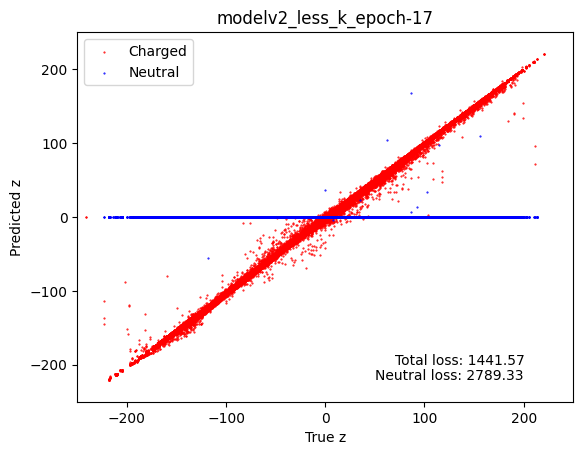 modelv2_less_k_epoch-17
Charged
Neutral
200
100
0
−100
−200
Predicted z
Total loss: 1441.57
Neutral loss: 2789.33
−200 −100 0 100 200
True z